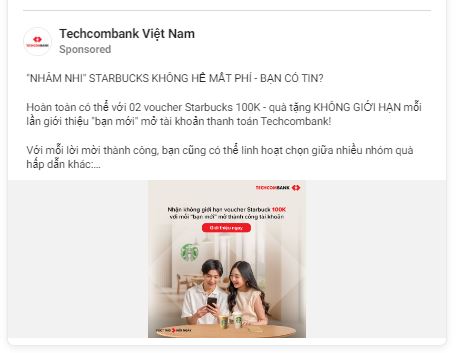 TECHCOMBANK
Techcombank Việt Nam
Sponsored
"NHÂM NHI" STARBUCKS KHÔNG HỀ MẤT PHÍ - BẠN CÓ TIN?
Hoàn toàn có thể với 02 voucher Starbucks 100K - quà tặng KHÔNG GIỚI HẠN mỗi
lần giới thiệu "bạn mới" mở tài khoản thanh toán Techcombank!
Với mỗi lời mời thành công, bạn cũng có thể linh hoạt chọn giữa nhiều nhóm quà
hấp dẫn khác:...
TECHCOMBANK
Nhận không giới hạn voucher Starbuck 100K
với mỗi "bạn mới" mở thành công tài khoản
Giới thiệu ngay
MỖI NGÀY